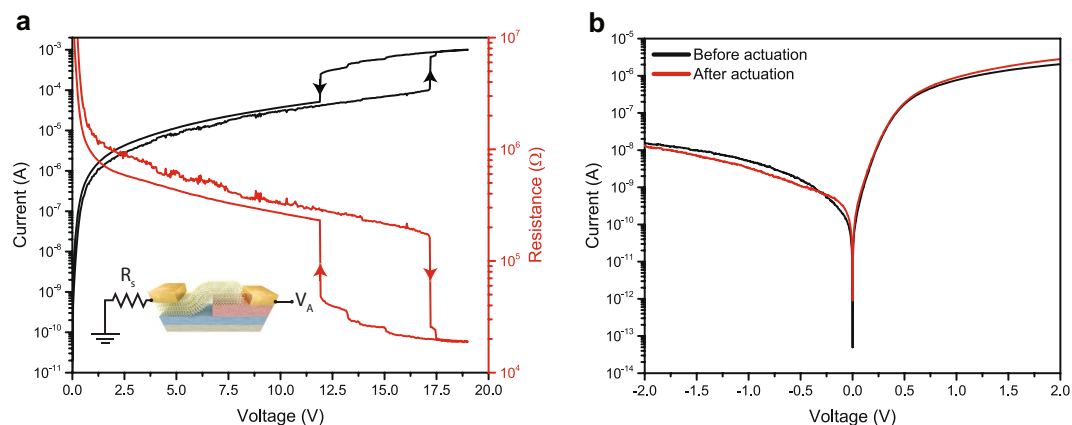 a
10⁻³
10⁻⁴
10⁻⁵
10⁻⁶
10⁻⁷
10⁻⁸
10⁻⁹
10⁻¹⁰
10⁻¹¹
Current (A)
10⁷
10⁶
10⁵
10⁴
Resistance (Ω)
Rₛ
V_A
0.0 2.5 5.0 7.5 10.0 12.5 15.0 17.5 20.0
Voltage (V)
b
Before actuation
After actuation
10⁻⁵
10⁻⁶
10⁻⁷
10⁻⁸
10⁻⁹
10⁻¹⁰
10⁻¹¹
10⁻¹²
10⁻¹³
10⁻¹⁴
Current (A)
-2.0 -1.5 -1.0 -0.5 0.0 0.5 1.0 1.5 2.0
Voltage (V)